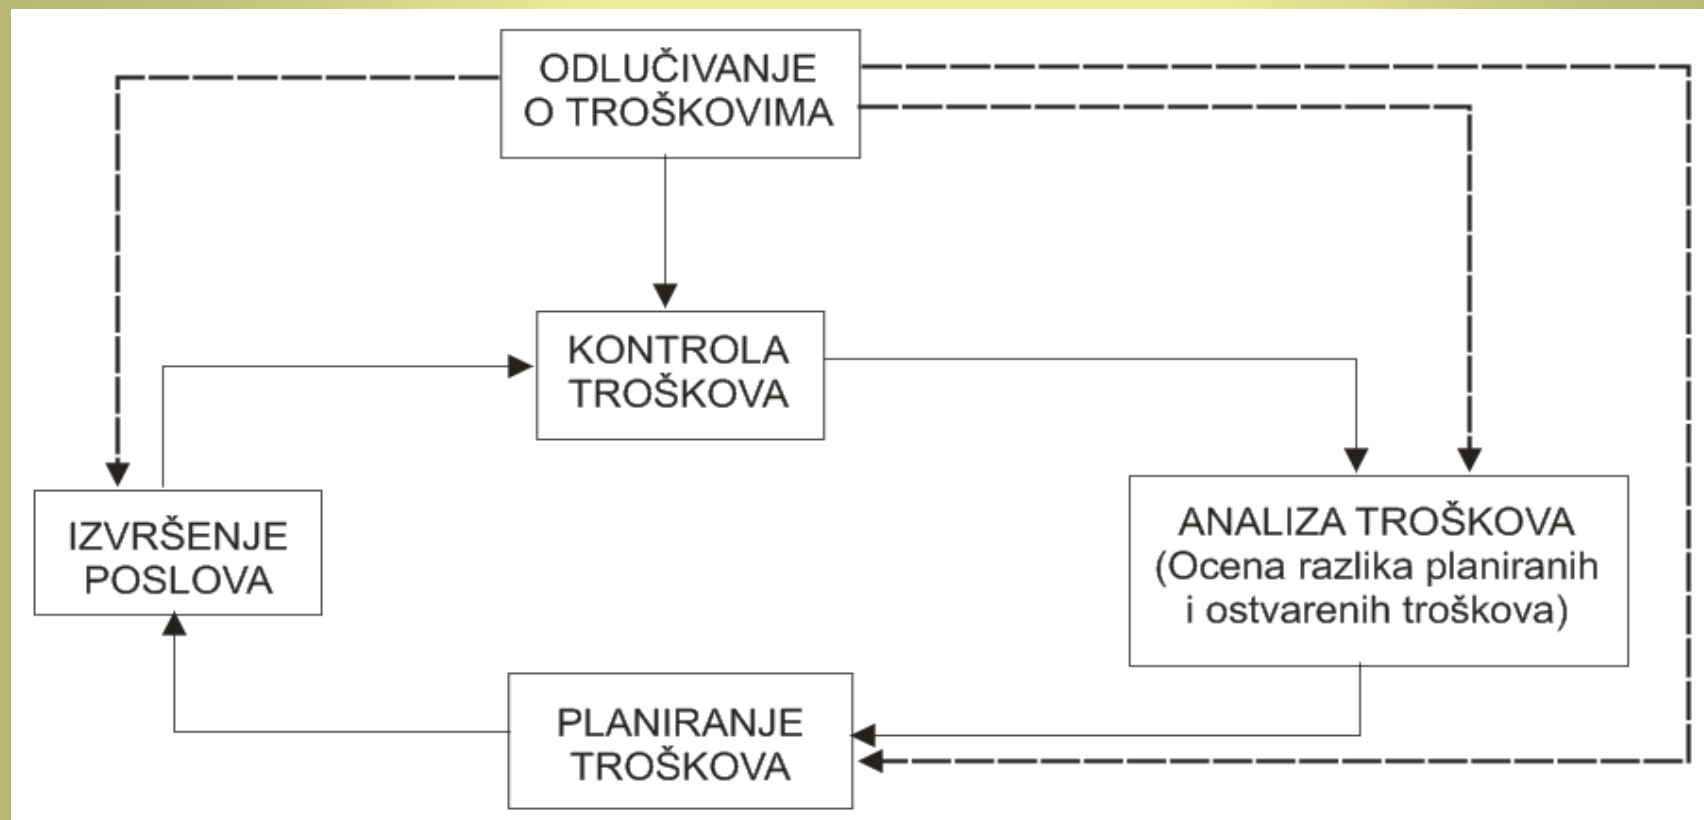 ODLUČIVANJE
O TROŠKOVIMA
KONTROLA
TROŠKOVA
IZVRŠENJE
POSLOVA
ANALIZA TROŠKOVA
(Ocena razlika planiranih
i ostvarenih troškova)
PLANIRANJE
TROŠKOVA